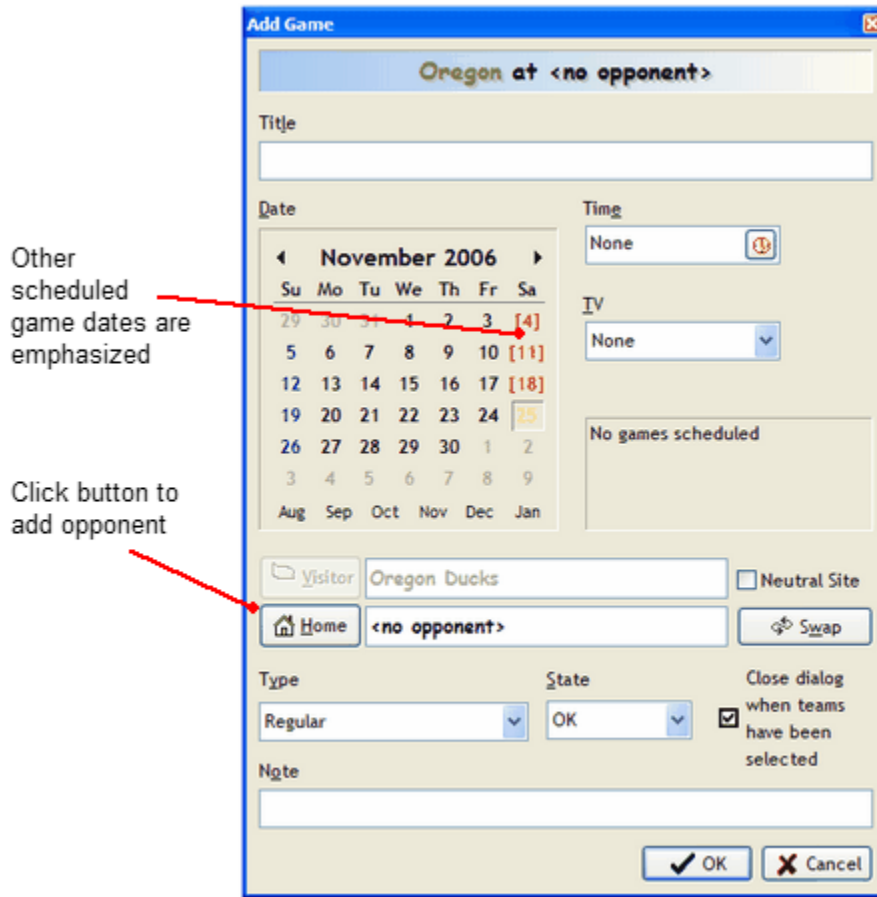 Add Game
Oregon at <no opponent>
Title
Date
Time
None
Other
scheduled
game dates are
emphasized
November 2006
Su Mo Tu We Th Fr Sa
29 30 31 1 2 3 [4]
5 6 7 8 9 10 [11]
12 13 14 15 16 17 [18]
19 20 21 22 23 24 25
26 27 28 29 30 1 2
3 4 5 6 7 8 9
Aug Sep Oct Nov Dec Jan
TV
None
No games scheduled
Click button to
add opponent
Visitor Oregon Ducks
Neutral Site
Home <no opponent>
Swap
Type
Regular
State
OK
Close dialog
when teams
have been
selected
Note
OK Cancel